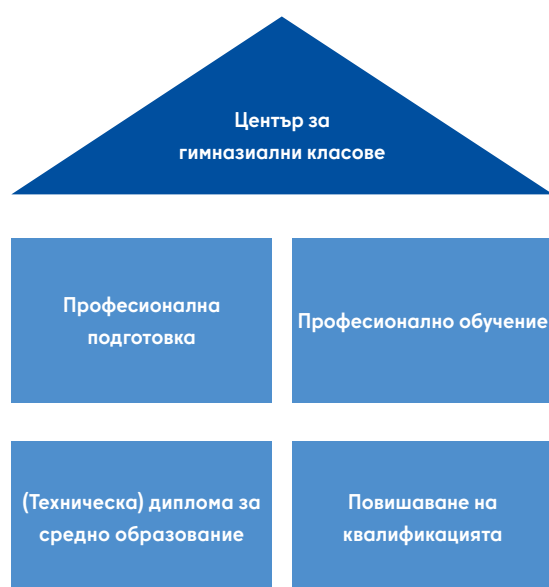 Център за
гимназиални класове
Професионална
подготовка
Професионално обучение
(Техническа) диплома за
средно образование
Повишаване на
квалификацията